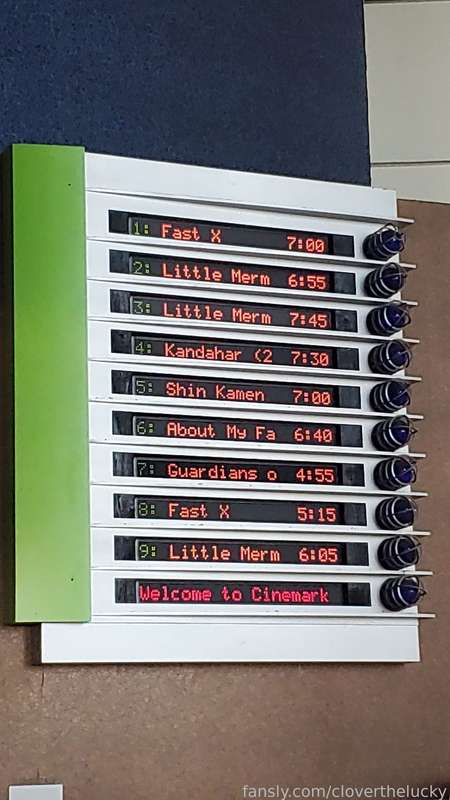 1: Fast X 7:00
2: Little Merm 6:55
3: Little Merm 7:45
4: Kandahar (2 7:30
5: Shin Kamen 7:00
6: About My Fa 6:40
7: Guardians o 4:55
8: Fast X 5:15
9: Little Merm 6:05
Welcome to Cinemark
fansly.com/cloverthelucky